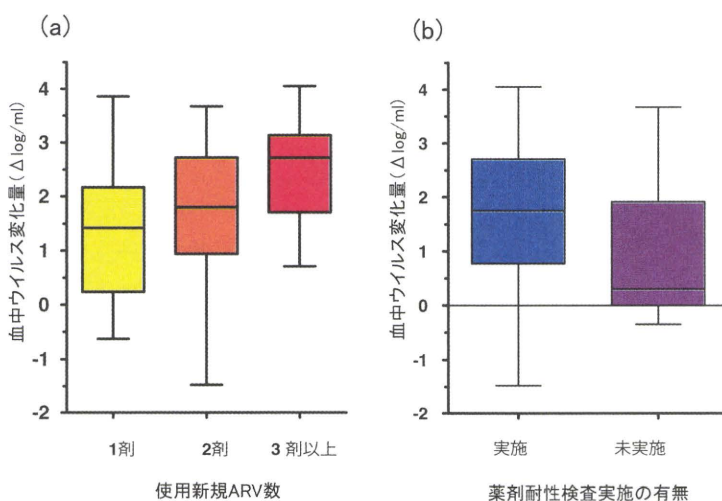 (a)
血中ウイルス変化量(Δlog/ml)
4
3
2
1
0
-1
-2
1剤
2剤
3 剤以上
使用新規ARV数
(b)
血中ウイルス変化量(Δlog/ml)
4
3
2
1
0
-1
-2
実施
未実施
薬剤耐性検査実施の有無